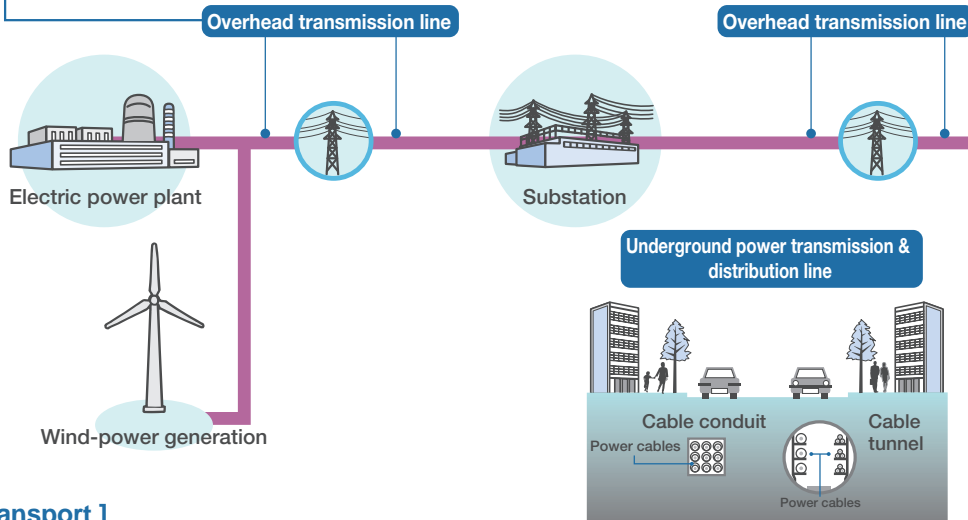 Overhead transmission line
Overhead transmission line
Electric power plant
Substation
Underground power transmission &
distribution line
Wind-power generation
Cable conduit
Cable
tunnel
Power cables
Power cables
ansport ]